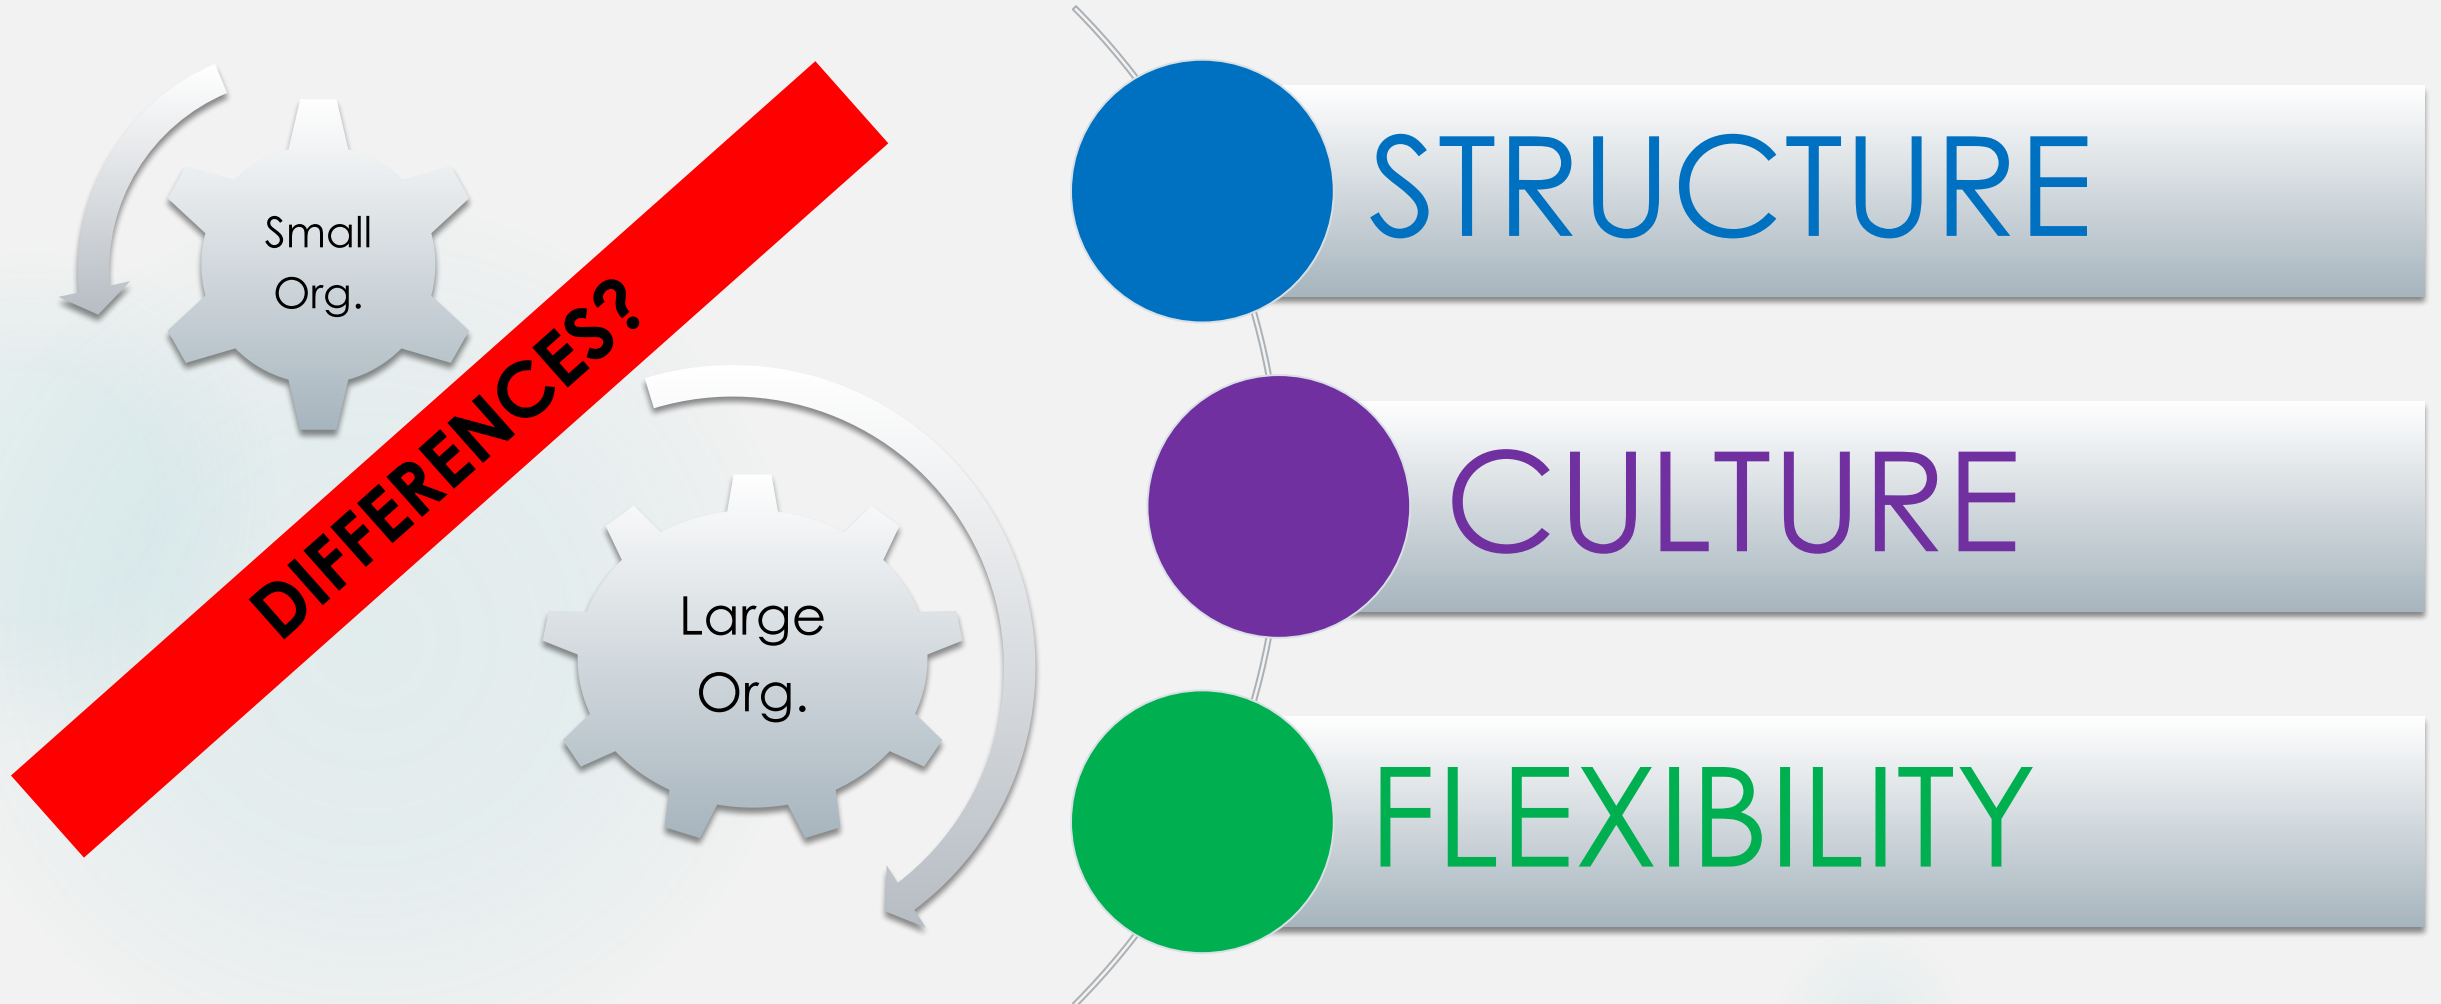 Small
Org.
DIFFERENCES?
Large
Org.
STRUCTURE
CULTURE
FLEXIBILITY